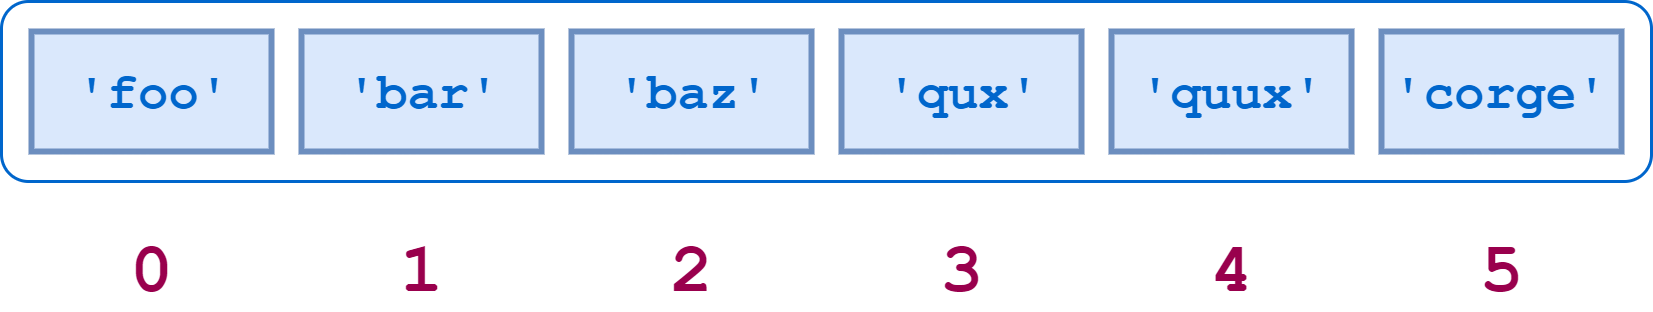 'foo' 'bar' 'baz' 'qux' 'quux' 'corge'
0 1 2 3 4 5